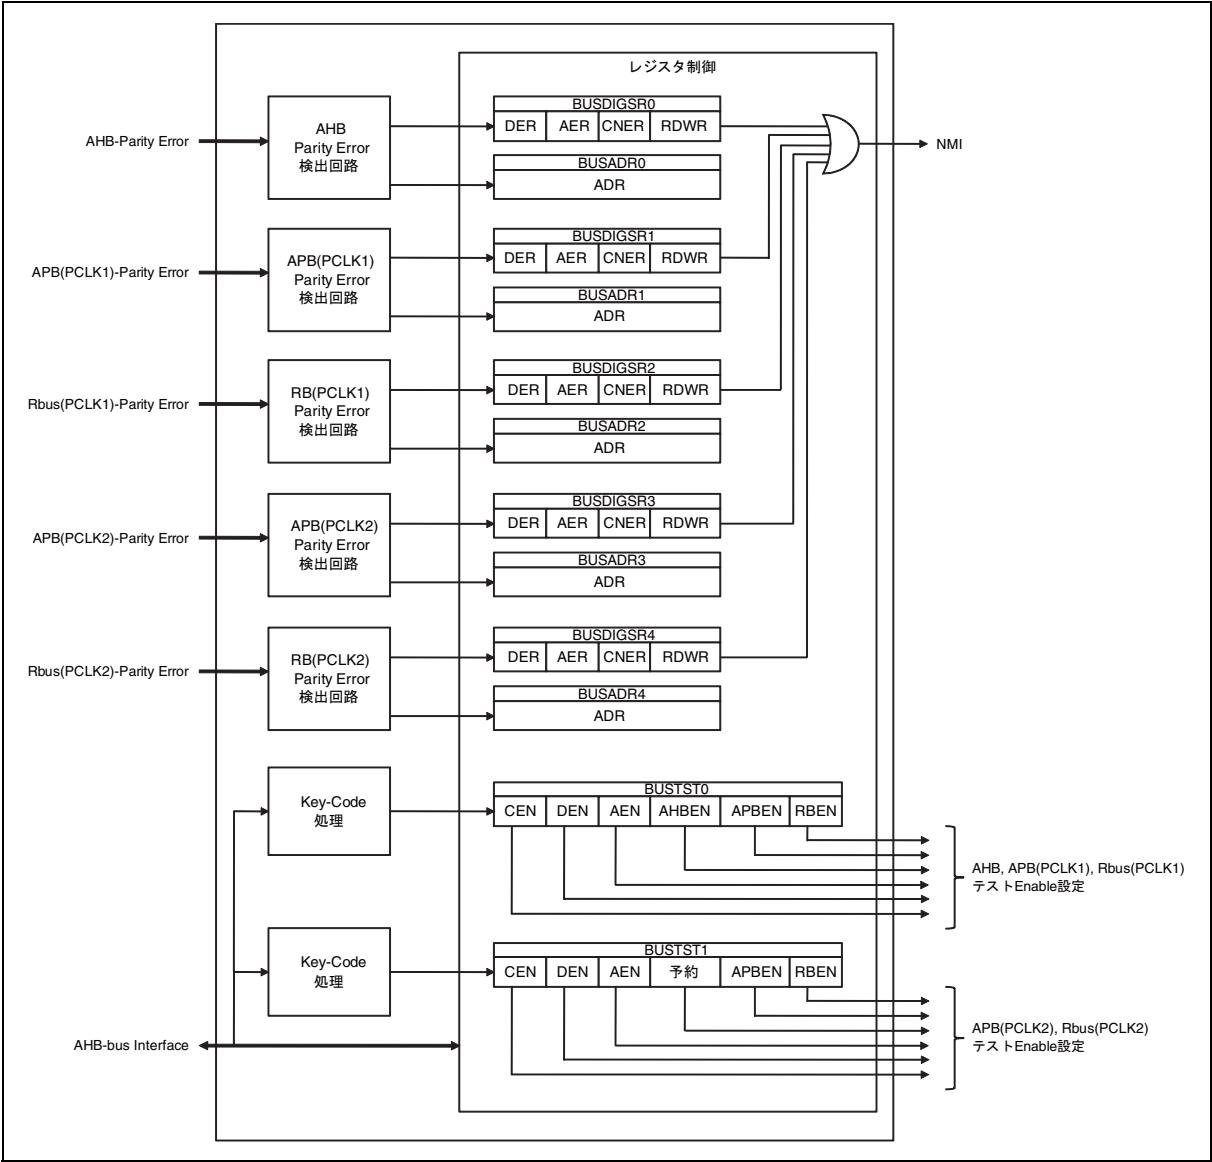 レジスタ制御
AHB-Parity Error
AHB
Parity Error
検出回路
BUSDIGSR0
DER AER CNER RDWR
BUSADR0
ADR
NMI
APB(PCLK1)-Parity Error
APB(PCLK1)
Parity Error
検出回路
BUSDIGSR1
DER AER CNER RDWR
BUSADR1
ADR
Rbus(PCLK1)-Parity Error
RB(PCLK1)
Parity Error
検出回路
BUSDIGSR2
DER AER CNER RDWR
BUSADR2
ADR
APB(PCLK2)-Parity Error
APB(PCLK2)
Parity Error
検出回路
BUSDIGSR3
DER AER CNER RDWR
BUSADR3
ADR
Rbus(PCLK2)-Parity Error
RB(PCLK2)
Parity Error
検出回路
BUSDIGSR4
DER AER CNER RDWR
BUSADR4
ADR
Key-Code
処理
BUSTST0
CEN DEN AEN AHBEN APBEN RBEN
AHB, APB(PCLK1), Rbus(PCLK1)
テストEnable設定
Key-Code
処理
BUSTST1
CEN DEN AEN 予約 APBEN RBEN
APB(PCLK2), Rbus(PCLK2)
テストEnable設定
AHB-bus Interface